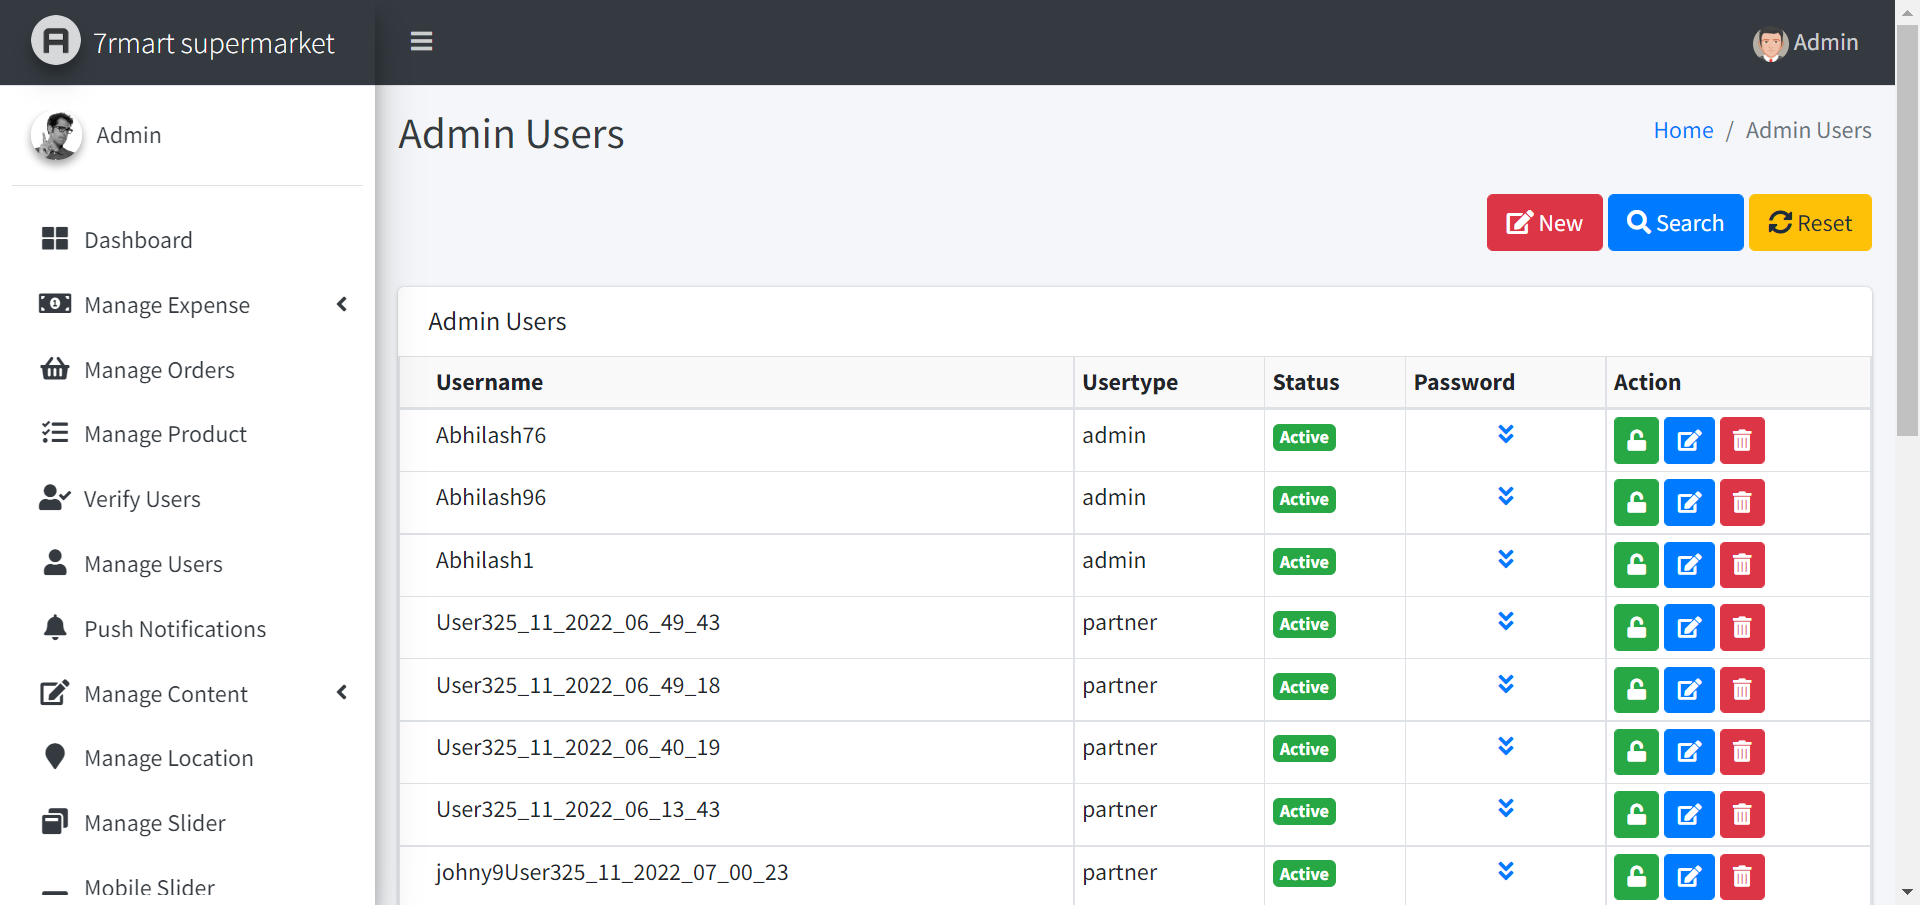 7rmart supermarket
Admin
Admin
Dashboard
Manage Expense
Manage Orders
Manage Product
Verify Users
Manage Users
Push Notifications
Manage Content
Manage Location
Manage Slider
Mobile Slider
Admin Users
Home / Admin Users
New Search Reset
Admin Users
Username Usertype Status Password Action
Abhilash76 admin Active
Abhilash96 admin Active
Abhilash1 admin Active
User325_11_2022_06_49_43 partner Active
User325_11_2022_06_49_18 partner Active
User325_11_2022_06_40_19 partner Active
User325_11_2022_06_13_43 partner Active
johny9User325_11_2022_07_00_23 partner Active